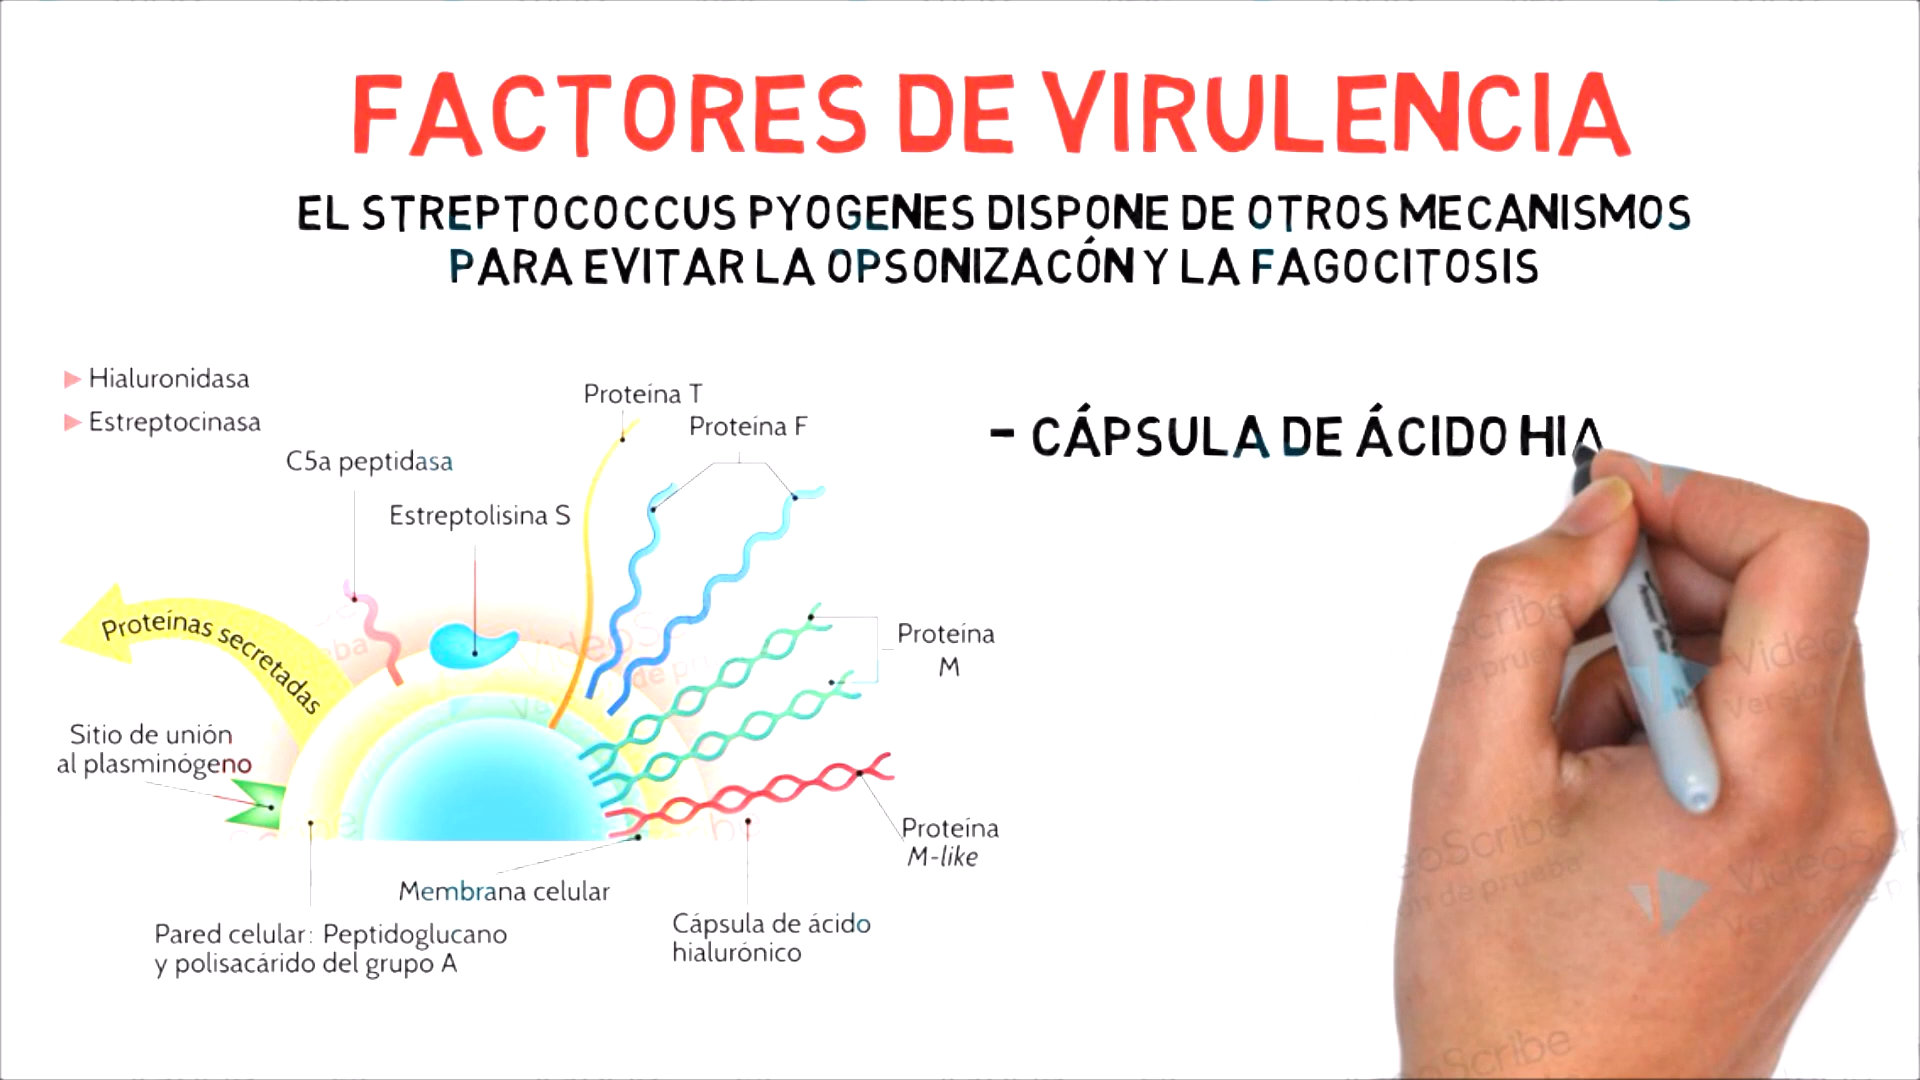 FACTORES DE VIRULENCIA
EL STREPTOCOCCUS PYOGENES DISPONE DE OTROS MECANISMOS
PARA EVITAR LA OPSONIZACÓN Y LA FAGOCITOSIS
Hialuronidasa
Estreptocinasa
C5a peptidasa
Estreptolisina S
Proteína T
Proteína F
- CÁPSULA DE ÁCIDO HIA
Proteínas secretadas
Proteína
M
Sitio de unión
al plasminógeno
Proteína
M-like
Membrana celular
Pared celular: Peptidoglucano
y polisacárido del grupo A
Cápsula de ácido
hialurónico